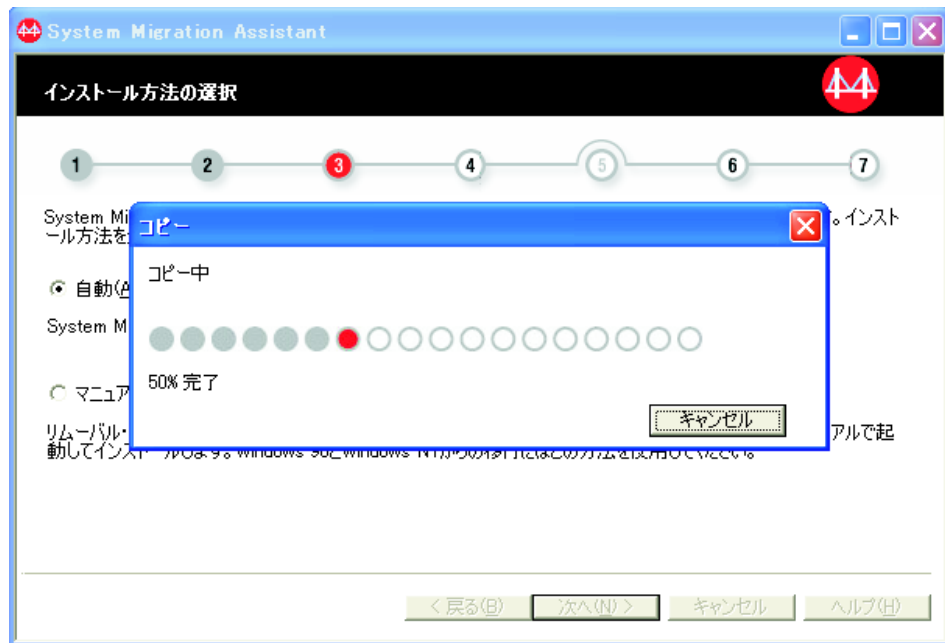 System Migration Assistant
インストール方法の選択
1 2 3 4 5 6 7
System Mi
。インスト
ール方法を
コピー
コピー中
自動(A
System M
50% 完了
マニュア
キャンセル
リムーバル・
アルで起
動してインス
< 戻る(B) 次へ(N) > キャンセル ヘルプ(H)